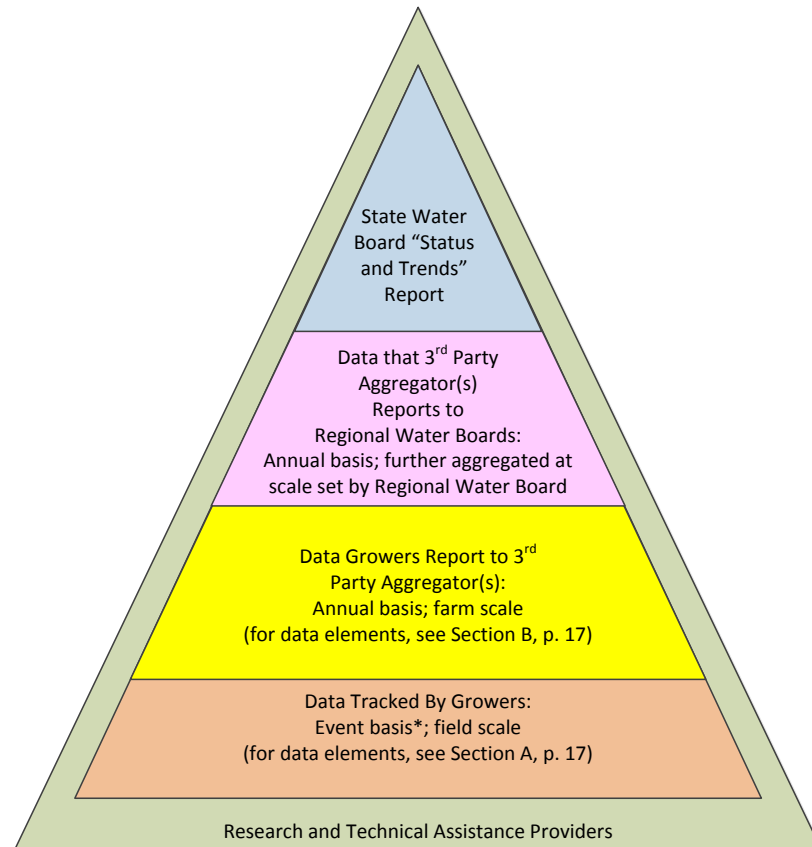 State Water
Board “Status
and Trends”
Report
Data that 3rd Party
Aggregator(s)
Reports to
Regional Water Boards:
Annual basis; further aggregated at
scale set by Regional Water Board
Data Growers Report to 3rd
Party Aggregator(s):
Annual basis; farm scale
(for data elements, see Section B, p. 17)
Data Tracked By Growers:
Event basis*; field scale
(for data elements, see Section A, p. 17)
Research and Technical Assistance Providers